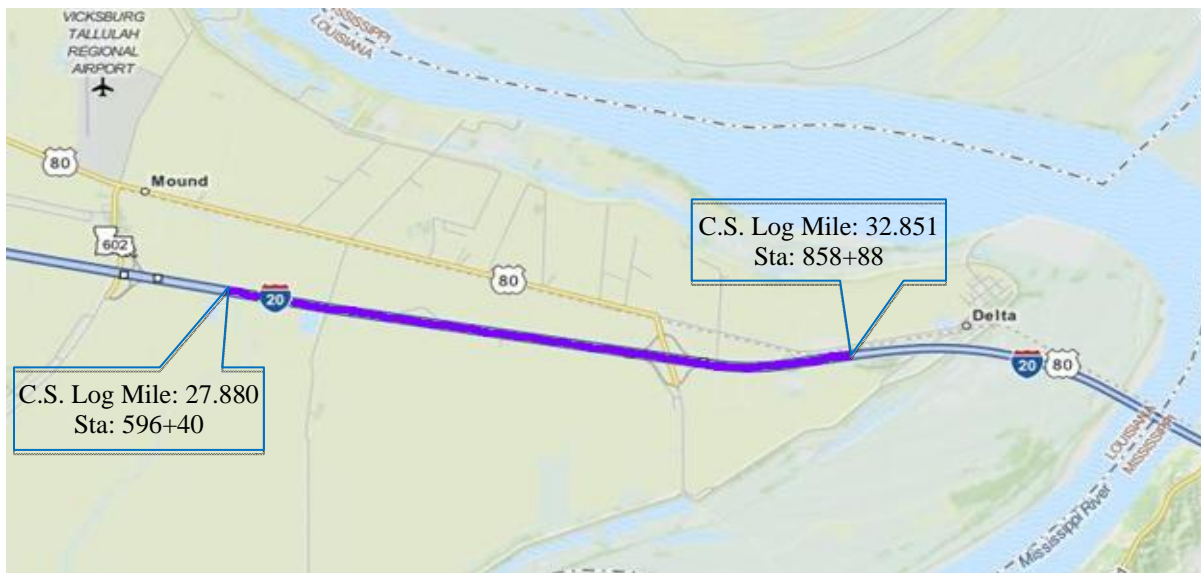 VICKSBURG
TALLULAH
REGIONAL
AIRPORT
MISSISSIPPI
LOUISIANA
80
Mound
602
C.S. Log Mile: 32.851
Sta: 858+88
80
20
Delta
20
80
C.S. Log Mile: 27.880
Sta: 596+40
LOUISIANA
MISSISSIPPI
Mississippi River